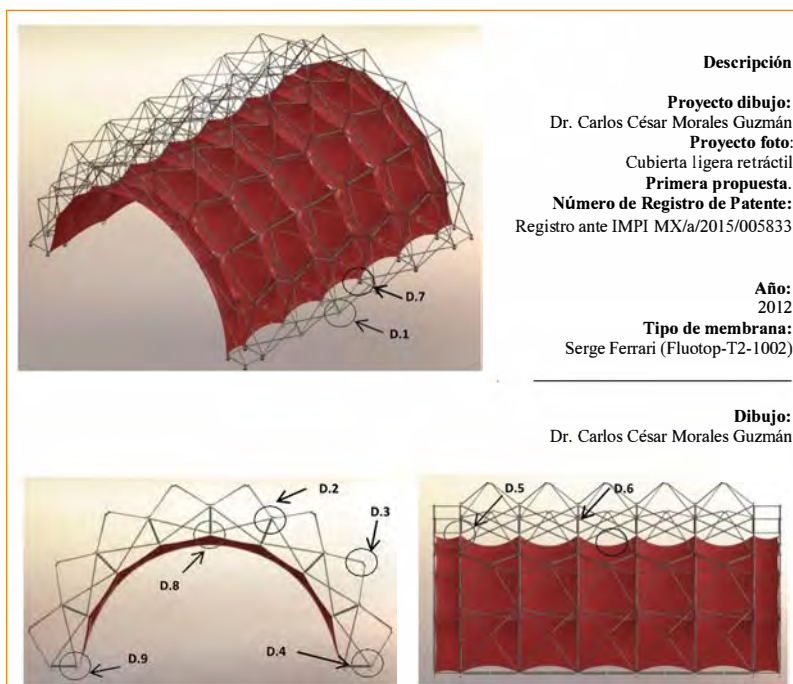 Descripción
Proyecto dibujo:
Dr. Carlos César Morales Guzmán
Proyecto foto:
Cubierta ligera retráctil
Primera propuesta.
Número de Registro de Patente:
Registro ante IMPI MX/a/2015/005833
Año:
2012
Tipo de membrana:
Serge Ferrari (Fluotop-T2-1002)
Dibujo:
Dr. Carlos César Morales Guzmán
D.7
D.1
D.2
D.3
D.8
D.9
D.4
D.5
D.6